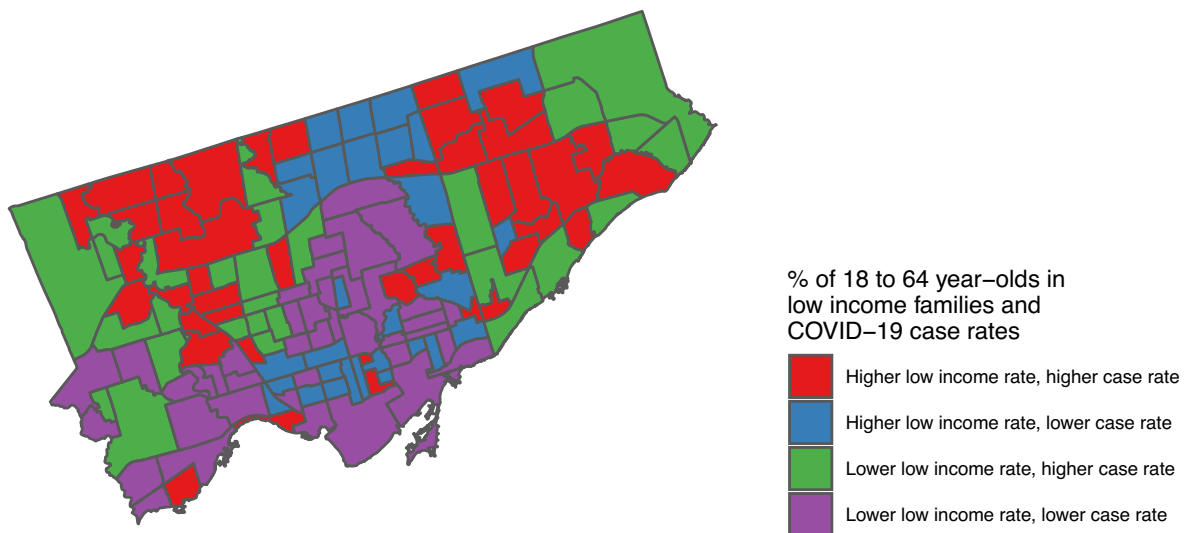 % of 18 to 64 year−olds in
low income families and
COVID−19 case rates
Higher low income rate, higher case rate
Higher low income rate, lower case rate
Lower low income rate, higher case rate
Lower low income rate, lower case rate